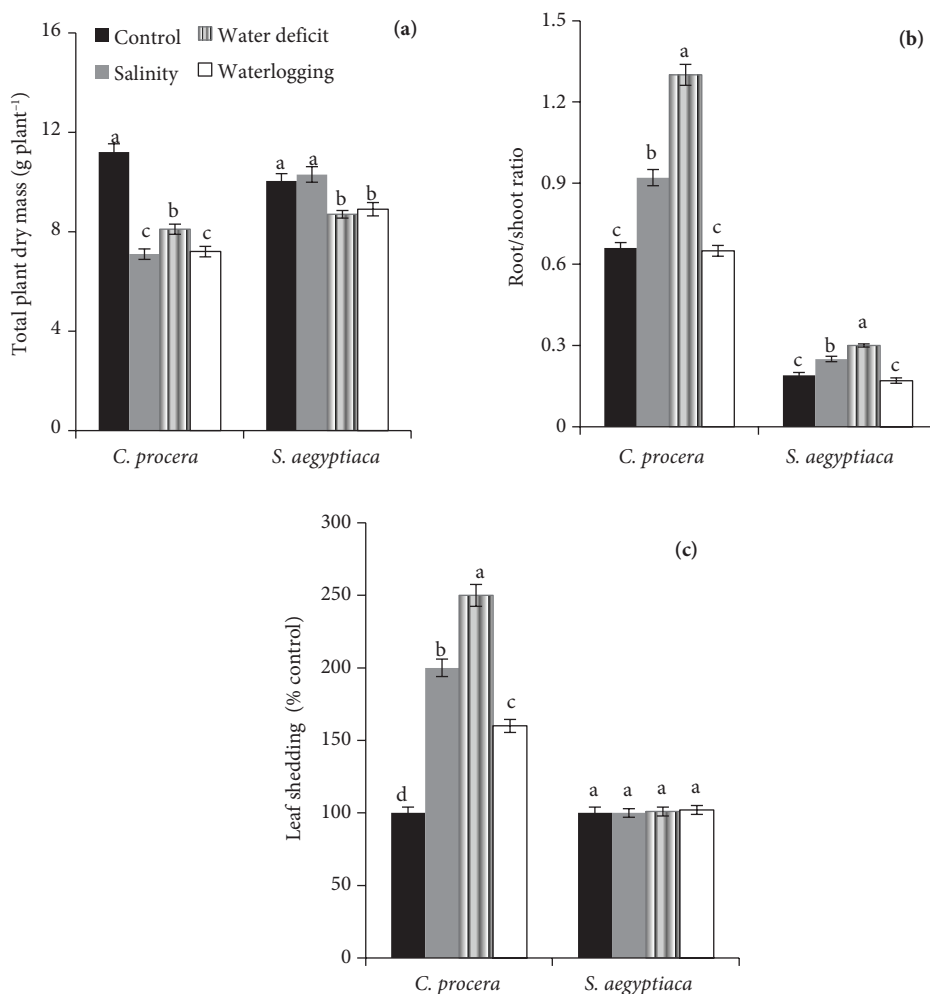 (a)
Control
Water deficit
Salinity
Waterlogging
Total plant dry mass (g plant⁻¹)
16
12
8
4
0
a
c
b
c
a
a
b
b
C. procera
S. aegyptiaca
(b)
Root/shoot ratio
1.5
1.2
0.9
0.6
0.3
0
c
b
a
c
c
b
a
c
C. procera
S. aegyptiaca
(c)
Leaf shedding (% control)
300
250
200
150
100
50
0
d
b
a
c
a
a
a
a
C. procera
S. aegyptiaca